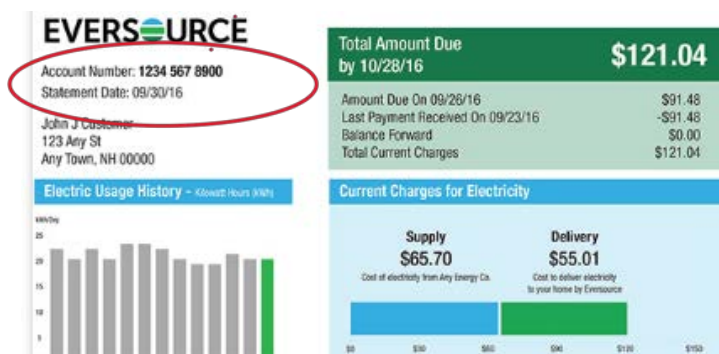 EVERSOURCE
Account Number: 1234 567 8900
Statement Date: 09/30/16
John J Customer
123 Any St
Any Town, NH 00000
Total Amount Due
by 10/28/16
$121.04
Amount Due On 09/26/16 $91.48
Last Payment Received On 09/23/16 -$91.48
Balance Forward $0.00
Total Current Charges $121.04
Electric Usage History - Kilowatt Hours (kWh)
kWh/Day
25
20
15
10
5
Current Charges for Electricity
Supply
$65.70
Cost of electricity from Any Energy Co.
Delivery
$55.01
Cost to deliver electricity
to your home by Eversource
$0 $30 $60 $90 $120 $150